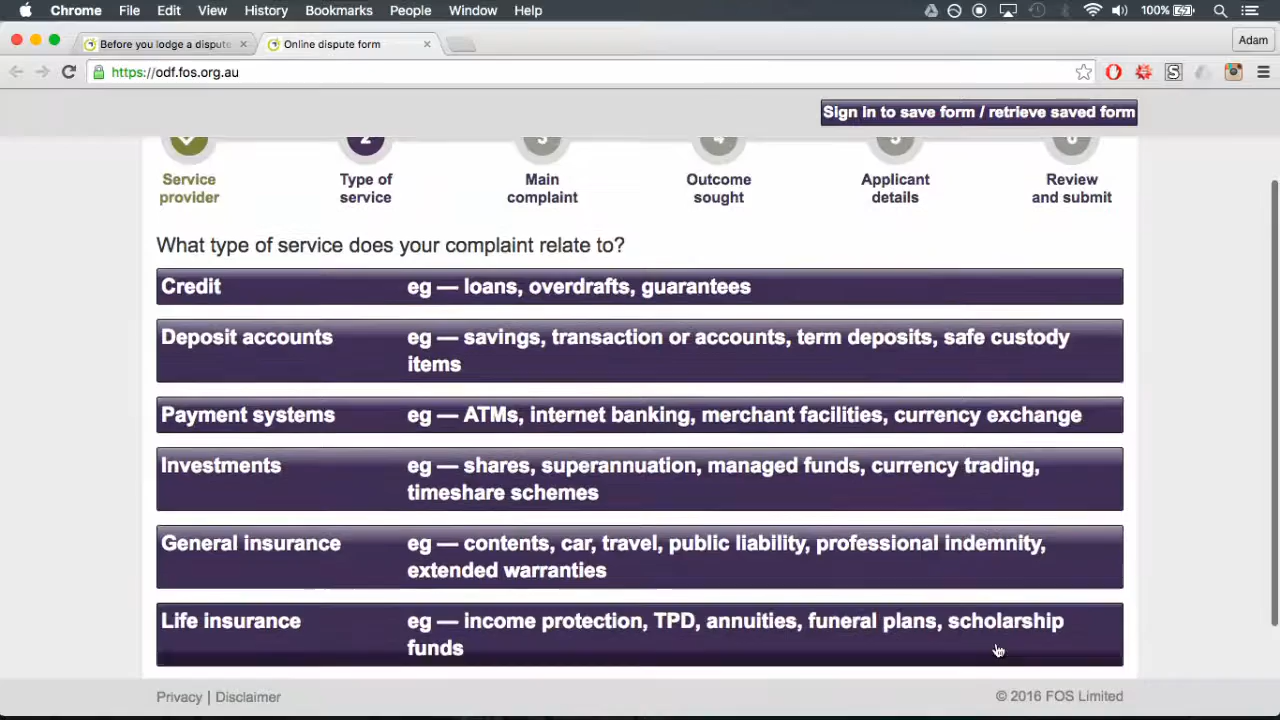 Chrome File Edit View History Bookmarks People Window Help 100%
Before you lodge a dispute Online dispute form Adam
https://odf.fos.org.au
Sign in to save form / retrieve saved form
2 3 4 5 6
Service provider
Type of service
Main complaint
Outcome sought
Applicant details
Review and submit
What type of service does your complaint relate to?
Credit eg — loans, overdrafts, guarantees
Deposit accounts eg — savings, transaction or accounts, term deposits, safe custody
items
Payment systems eg — ATMs, internet banking, merchant facilities, currency exchange
Investments eg — shares, superannuation, managed funds, currency trading,
timeshare schemes
General insurance eg — contents, car, travel, public liability, professional indemnity,
extended warranties
Life insurance eg — income protection, TPD, annuities, funeral plans, scholarship
funds
Privacy | Disclaimer © 2016 FOS Limited